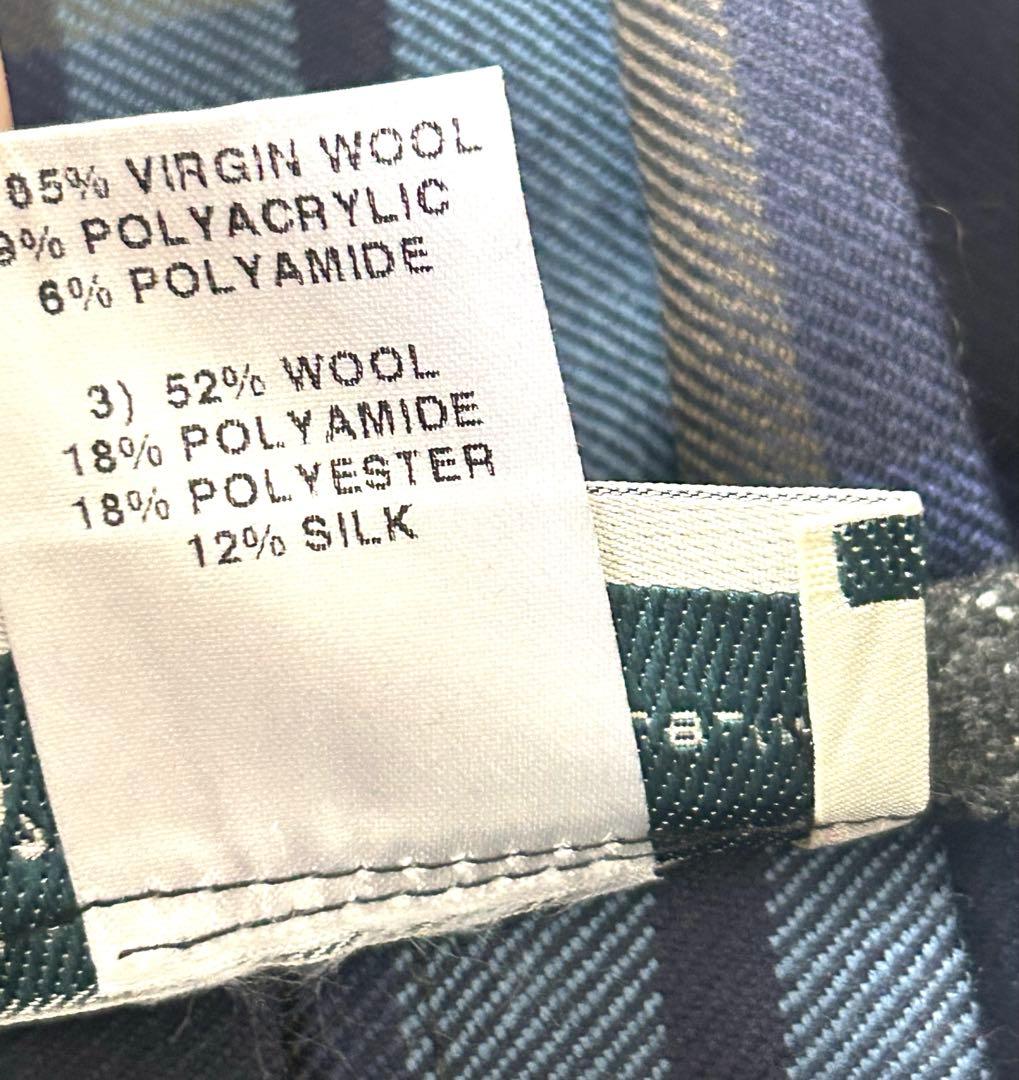 85% VIRGIN WOOL
9% POLYACRYLIC
6% POLYAMIDE
3) 52% WOOL
18% POLYAMIDE
18% POLYESTER
12% SILK